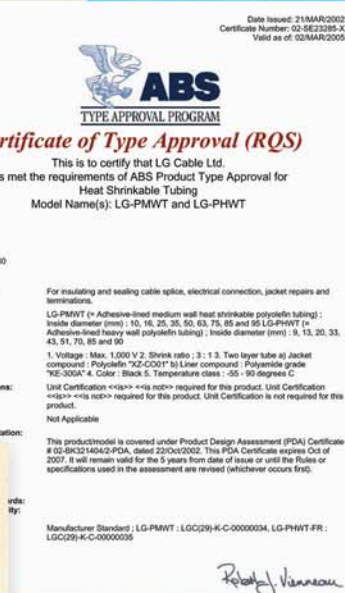 Date Issued: 21/MAR/2002
Certificate Number: 02-SE23285-X
Valid as of: 02/MAR/2005
ABS
TYPE APPROVAL PROGRAM
rtificate of Type Approval (RQS)
This is to certify that LG Cable Ltd.
s met the requirements of ABS Product Type Approval for
Heat Shrinkable Tubing
Model Name(s): LG-PMWT and LG-PHWT
For insulating and sealing cable splice, electrical connection, jacket repairs and
terminations.
LG-PMWT (= Adhesive-lined medium wall heat shrinkable polyolefin tubing) ;
Inside diameter (mm) : 10, 16, 25, 35, 50, 63, 75, 85 and 95 LG-PHWT (=
Adhesive-lined heavy wall polyolefin tubing) ; Inside diameter (mm) : 9, 13, 20, 33,
43, 51, 70, 85 and 90
1. Voltage : Max. 1,000 V 2. Shrink ratio ; 3 : 1 3. Two layer tube a) Jacket
compound : Polyolefin "XZ-CO01" b) Liner compound : Polyamide grade
"KE-300A" 4. Color : Black 5. Temperature class : -55 - 90 degrees C
ns:
Unit Certification <<is>> <<is not>> required for this product. Unit Certification
<<is>> <<is not>> required for this product. Unit Certification is not required for this
product.
Not Applicable
ation:
This product/model is covered under Product Design Assessment (PDA) Certificate
# 02-BK321404/2-PDA, dated 22/Oct/2002. This PDA Certificate expires Oct of
2007. It will remain valid for the 5 years from date of issue or until the Rules or
specifications used in the assessment are revised (whichever occurs first).
rds:
ity:
Manufacturer Standard ; LG-PMWT : LGC(29)-K-C-00000034, LG-PHWT-FR :
LGC(29)-K-C-00000035